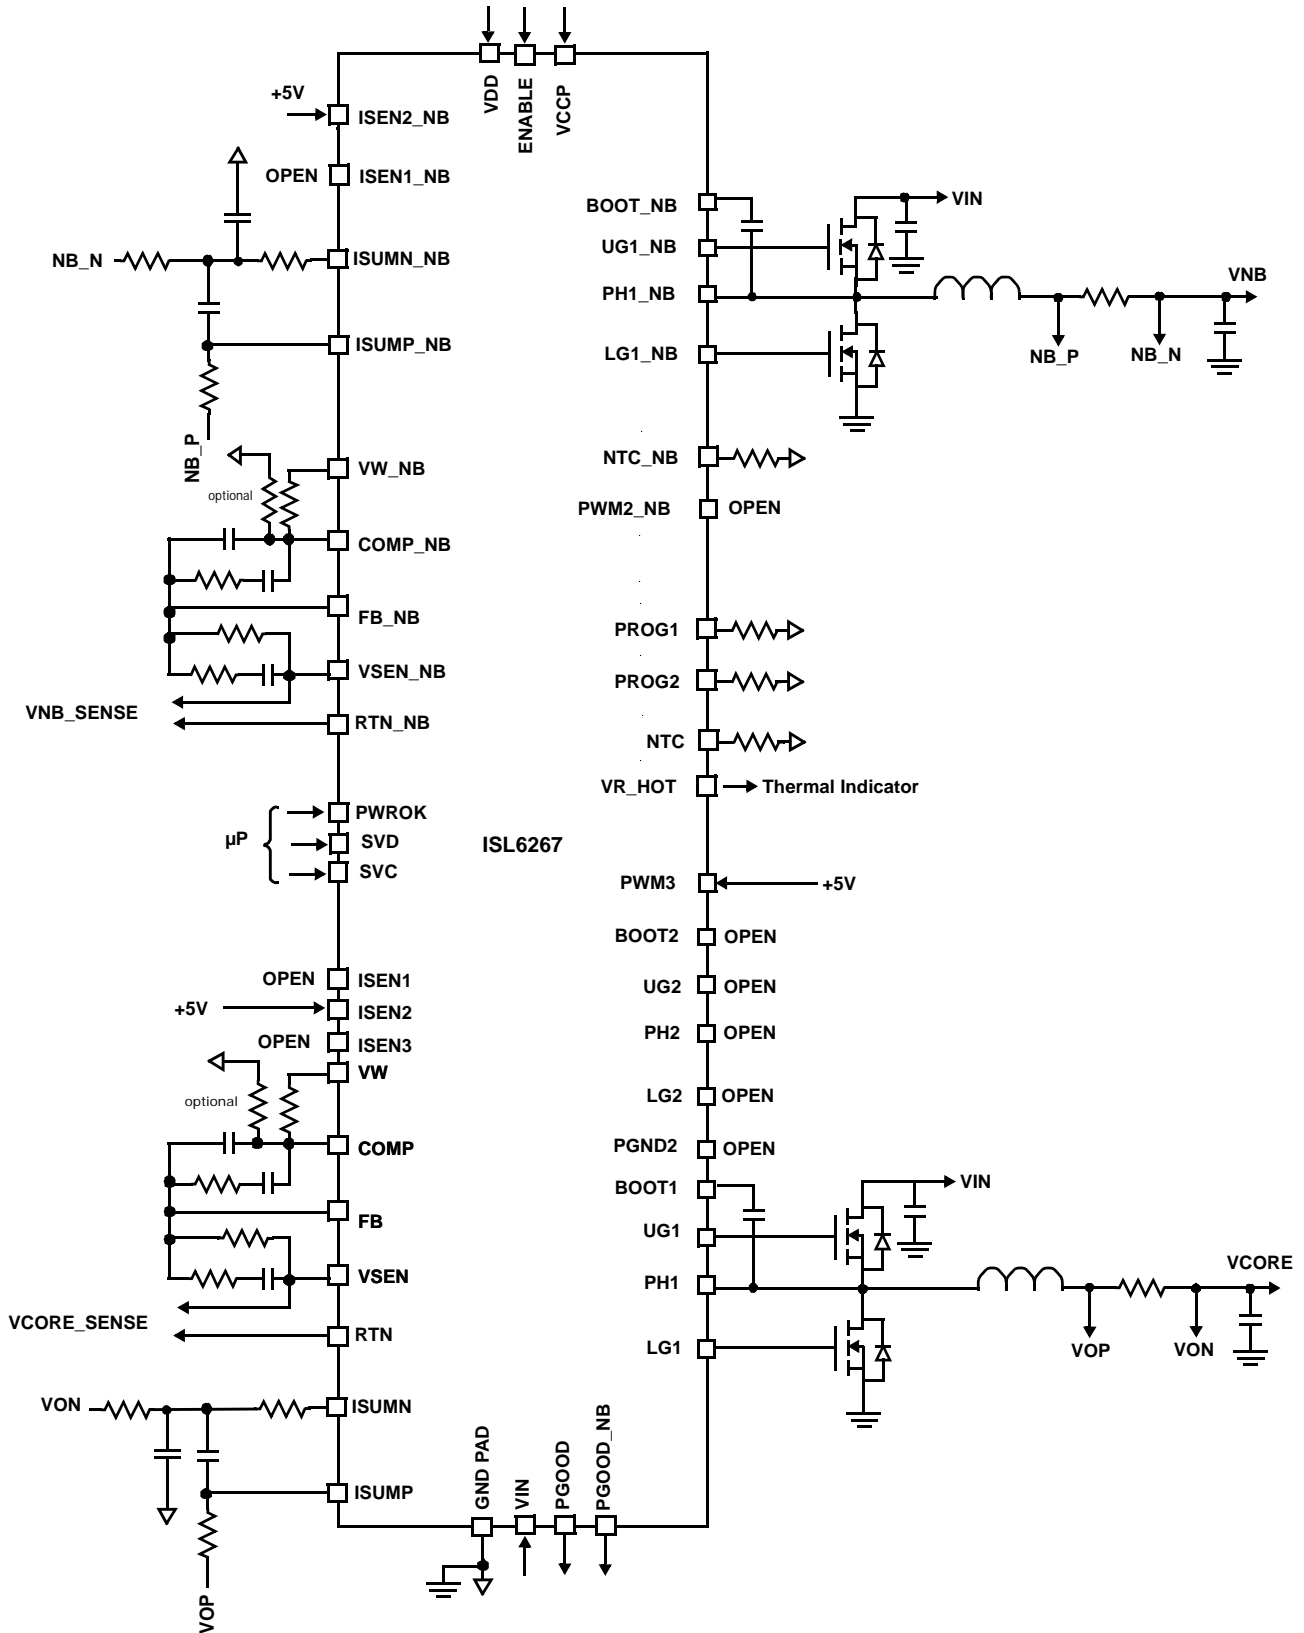 VDD
ENABLE
VCCP
+5V
ISEN2_NB
OPEN
ISEN1_NB
NB_N
ISUMN_NB
ISUMP_NB
NB_P
VW_NB
optional
COMP_NB
FB_NB
VSEN_NB
VNB_SENSE
RTN_NB
µP
PWROK
SVD
SVC
OPEN
ISEN1
+5V
ISEN2
OPEN
ISEN3
VW
optional
COMP
FB
VSEN
VCORE_SENSE
RTN
VON
ISUMN
ISUMP
VOP
ISL6267
BOOT_NB
VIN
UG1_NB
PH1_NB
VNB
LG1_NB
NB_P
NB_N
NTC_NB
PWM2_NB
OPEN
PROG1
PROG2
NTC
VR_HOT
Thermal Indicator
PWM3
+5V
BOOT2
OPEN
UG2
OPEN
PH2
OPEN
LG2
OPEN
PGND2
OPEN
BOOT1
VIN
UG1
PH1
VCORE
LG1
VOP
VON
GND PAD
VIN
PGOOD
PGOOD_NB